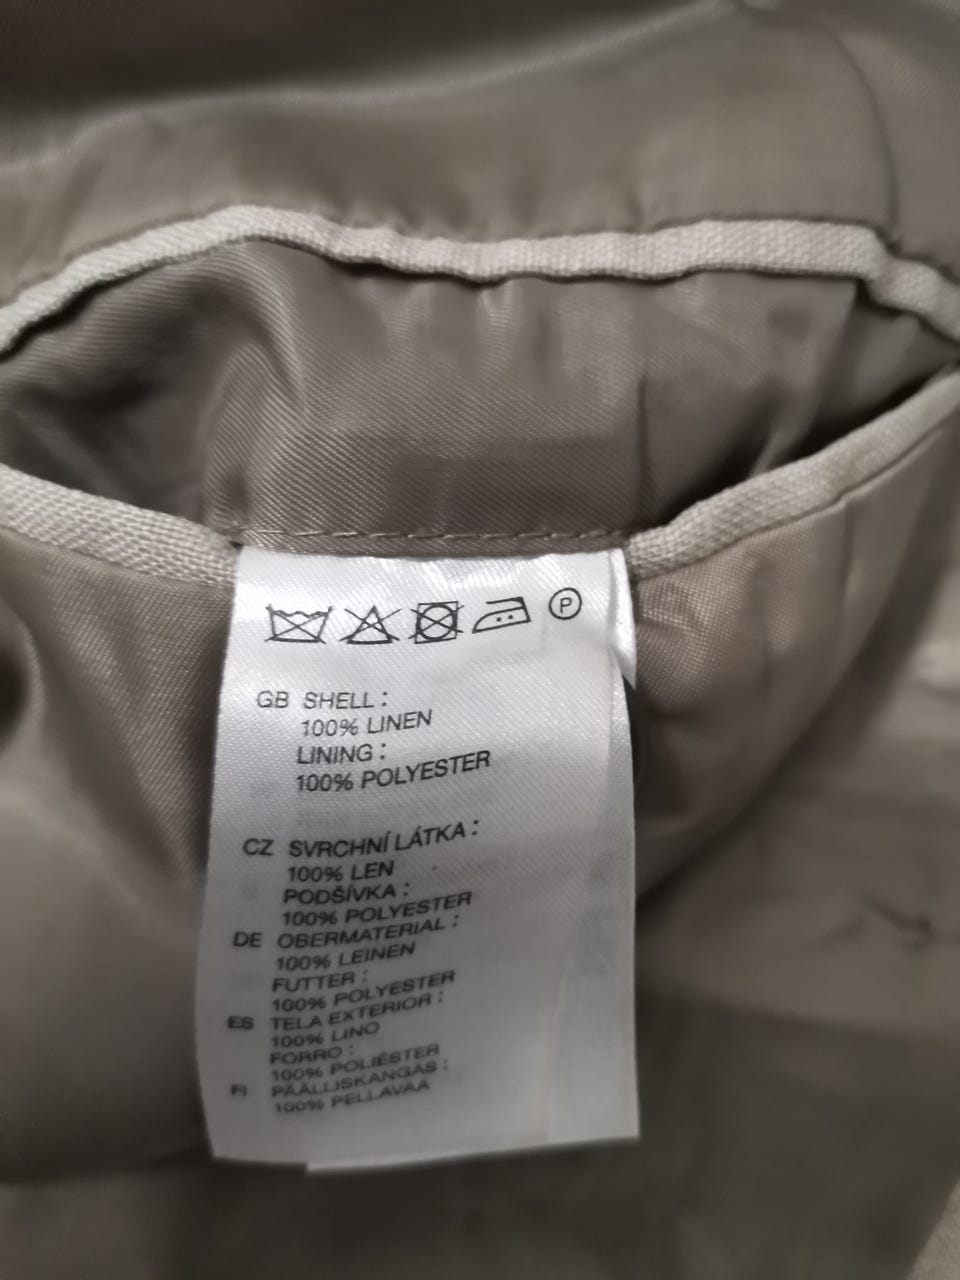 P
GB SHELL :
100% LINEN
LINING :
100% POLYESTER
CZ SVRCHNÍ LÁTKA :
100% LEN
PODŠÍVKA :
100% POLYESTER
DE OBERMATERIAL :
100% LEINEN
FUTTER :
100% POLYESTER
ES TELA EXTERIOR :
100% LINO
FORRO :
100% POLIÉSTER
FI PÄÄLLISKANGAS :
100% PELLAVAA